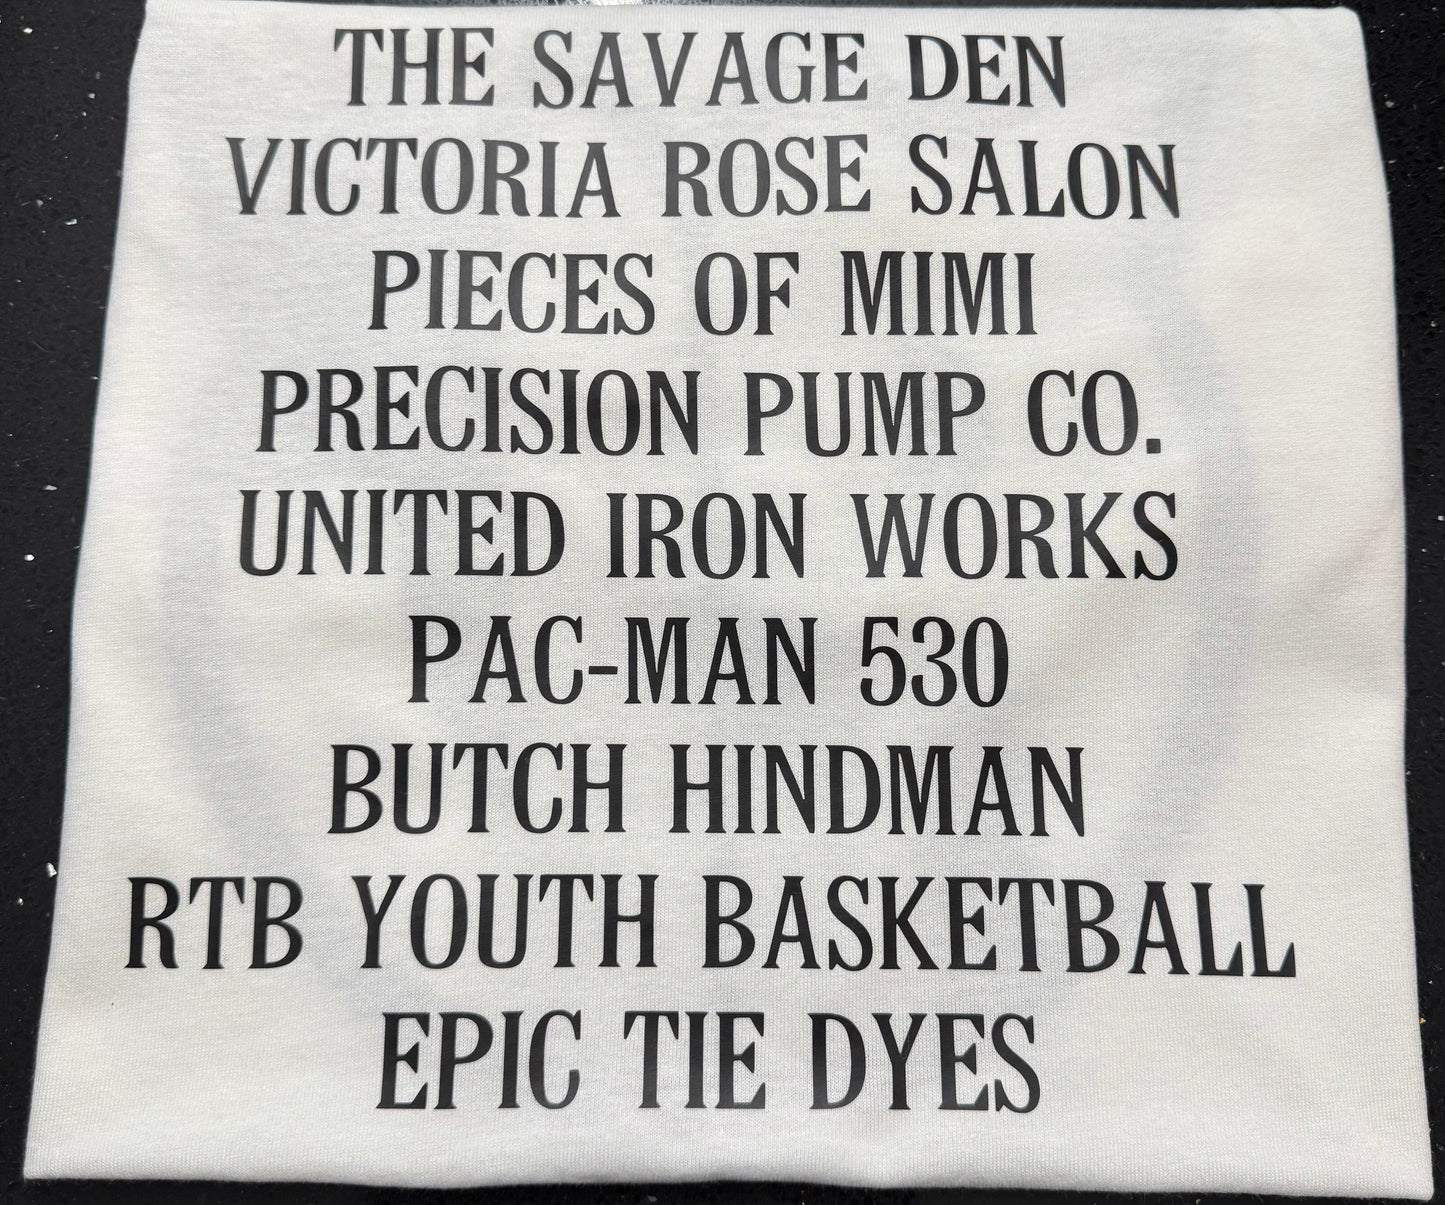 THE SAVAGE DEN
VICTORIA ROSE SALON
PIECES OF MIMI
PRECISION PUMP CO.
UNITED IRON WORKS
PAC-MAN 530
BUTCH HINDMAN
RTB YOUTH BASKETBALL
EPIC TIE DYES